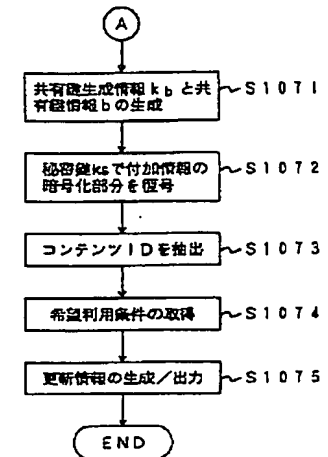 A
共有鍵生成情報kbと共
有鍵情報bの生成
S1071
秘密鍵ksで付加情報の
暗号化部分を復号
S1072
コンテンツIDを抽出
S1073
希望利用条件の取得
S1074
更新情報の生成/出力
S1075
END